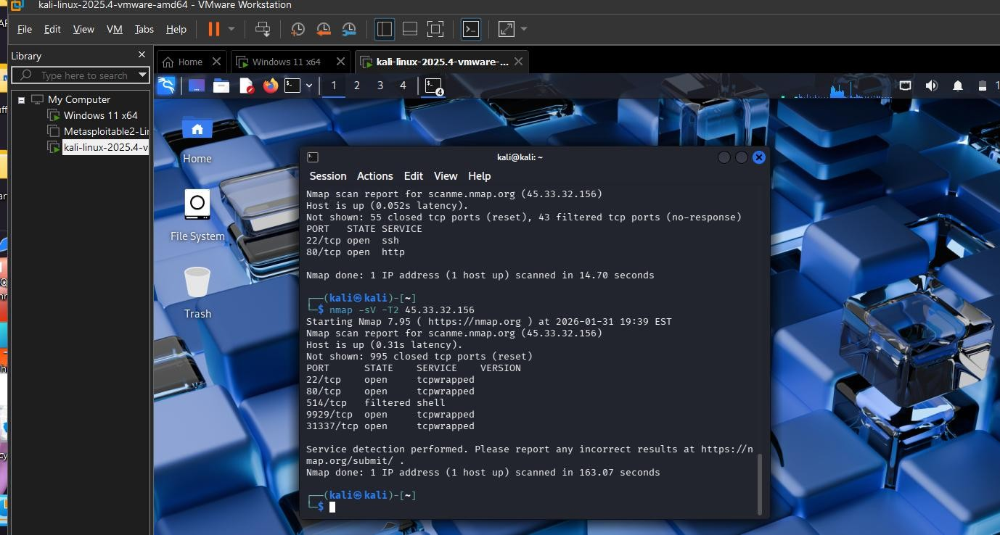 kali-linux-2025.4-vmware-amd64 - VMware Workstation
File Edit View VM Tabs Help
Library
Type here to search
My Computer
Windows 11 x64
Metasploitable2-Li
kali-linux-2025.4-v
Home Windows 11 x64 kali-linux-2025.4-vmware-...
1 2 3 4 4 1
Home
File System
Trash
kali@kali: ~
Session Actions Edit View Help
Nmap scan report for scanme.nmap.org (45.33.32.156)
Host is up (0.052s latency).
Not shown: 55 closed tcp ports (reset), 43 filtered tcp ports (no-response)
PORT   STATE SERVICE
22/tcp open  ssh
80/tcp open  http
Nmap done: 1 IP address (1 host up) scanned in 14.70 seconds
┌──(kali㉿kali)-[~]
└─$ nmap -sV -T2 45.33.32.156
Starting Nmap 7.95 ( https://nmap.org ) at 2026-01-31 19:39 EST
Nmap scan report for scanme.nmap.org (45.33.32.156)
Host is up (0.31s latency).
Not shown: 995 closed tcp ports (reset)
PORT      STATE    SERVICE    VERSION
22/tcp    open     tcpwrapped
80/tcp    open     tcpwrapped
514/tcp   filtered shell
9929/tcp  open     tcpwrapped
31337/tcp open     tcpwrapped
Service detection performed. Please report any incorrect results at https://n
map.org/submit/ .
Nmap done: 1 IP address (1 host up) scanned in 163.07 seconds
┌──(kali㉿kali)-[~]
└─$